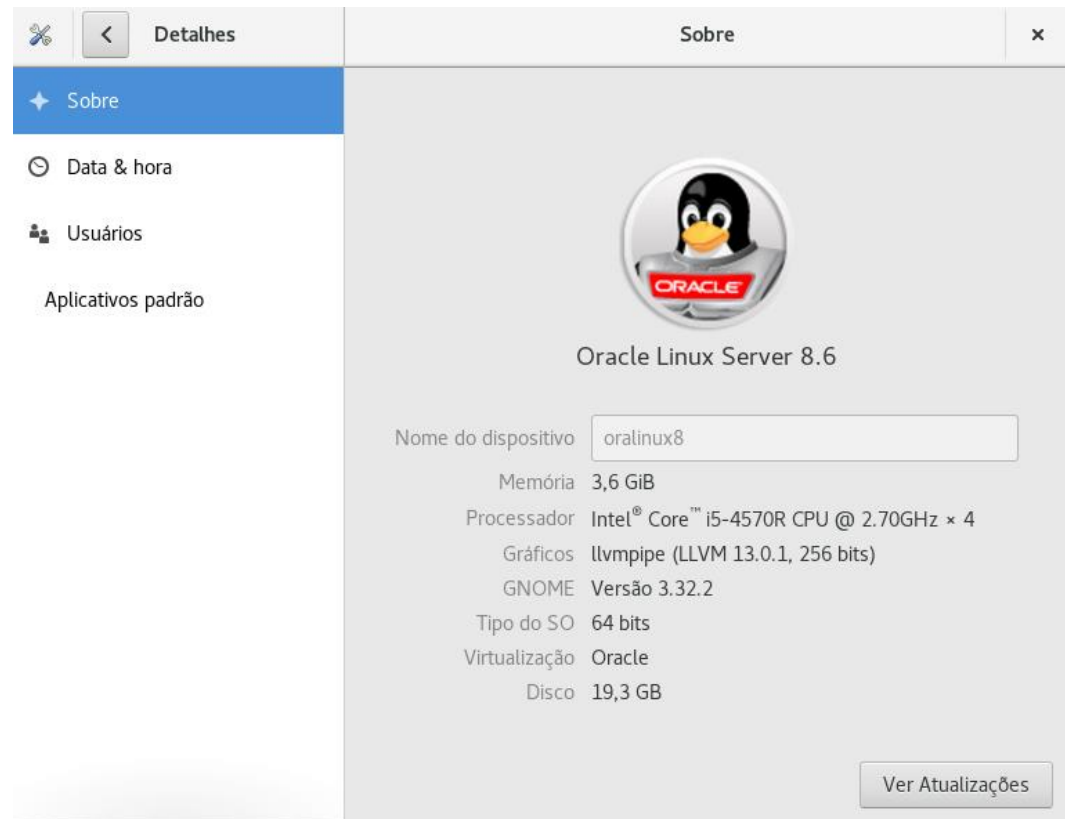 Detalhes
Sobre
Sobre
Data & hora
Usuários
Aplicativos padrão
ORACLE
Oracle Linux Server 8.6
Nome do dispositivo oralinux8
Memória 3,6 GiB
Processador Intel® Core™ i5-4570R CPU @ 2.70GHz × 4
Gráficos llvmpipe (LLVM 13.0.1, 256 bits)
GNOME Versão 3.32.2
Tipo do SO 64 bits
Virtualização Oracle
Disco 19,3 GB
Ver Atualizações